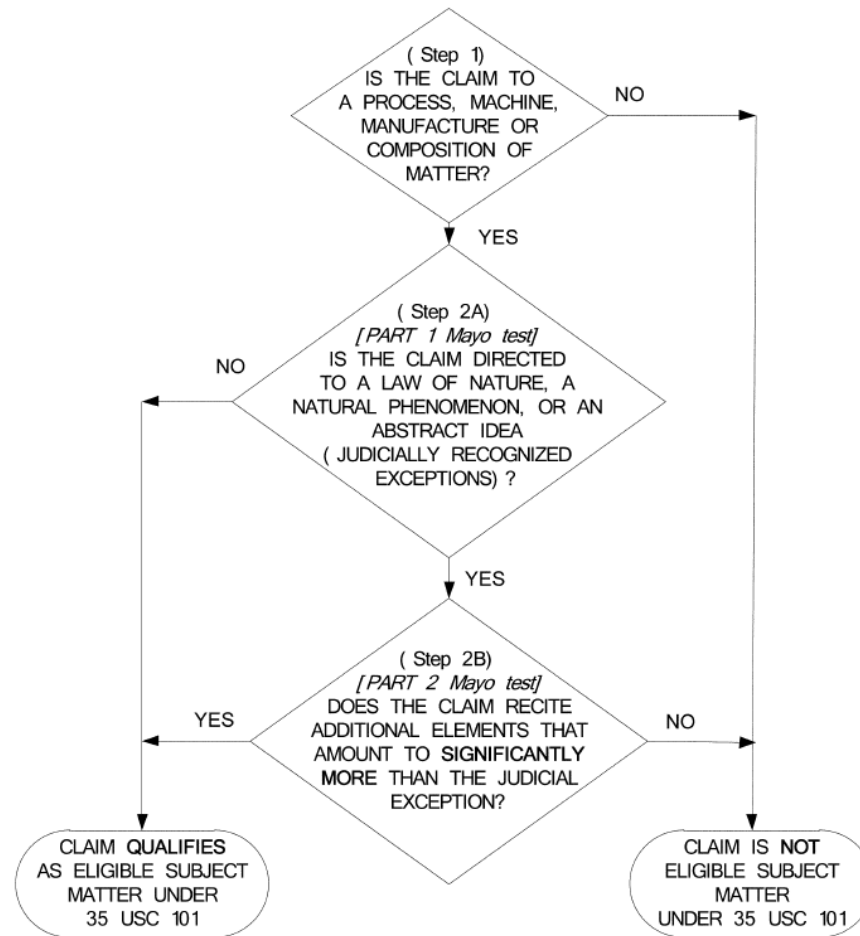 ( Step 1)
IS THE CLAIM TO
A PROCESS, MACHINE,
MANUFACTURE OR
COMPOSITION OF
MATTER?
NO
YES
( Step 2A)
[PART 1 Mayo test]
IS THE CLAIM DIRECTED
TO A LAW OF NATURE, A
NATURAL PHENOMENON, OR AN
ABSTRACT IDEA
( JUDICIALLY RECOGNIZED
EXCEPTIONS) ?
NO
YES
( Step 2B)
[PART 2 Mayo test]
DOES THE CLAIM RECITE
ADDITIONAL ELEMENTS THAT
AMOUNT TO SIGNIFICANTLY
MORE THAN THE JUDICIAL
EXCEPTION?
YES
NO
CLAIM QUALIFIES
AS ELIGIBLE SUBJECT
MATTER UNDER
35 USC 101
CLAIM IS NOT
ELIGIBLE SUBJECT
MATTER
UNDER 35 USC 101